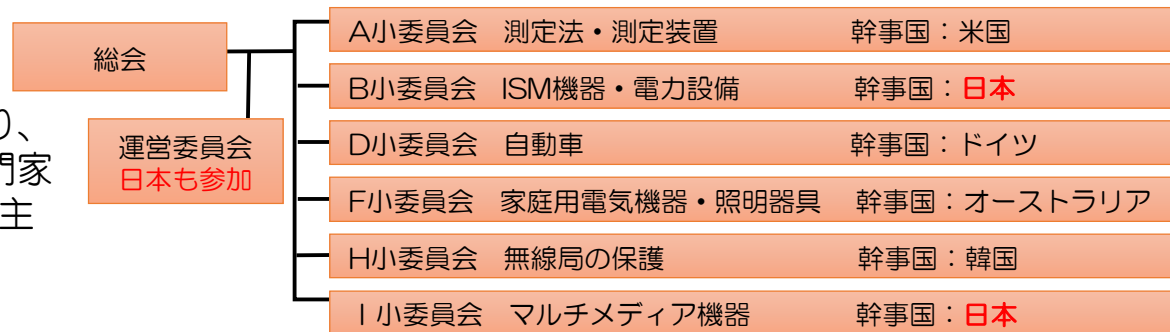 総会
運営委員会
日本も参加
り、
門家
主
A小委員会 測定法・測定装置 幹事国：米国
B小委員会 ISM機器・電力設備 幹事国：日本
D小委員会 自動車 幹事国：ドイツ
F小委員会 家庭用電気機器・照明器具 幹事国：オーストラリア
H小委員会 無線局の保護 幹事国：韓国
I小委員会 マルチメディア機器 幹事国：日本